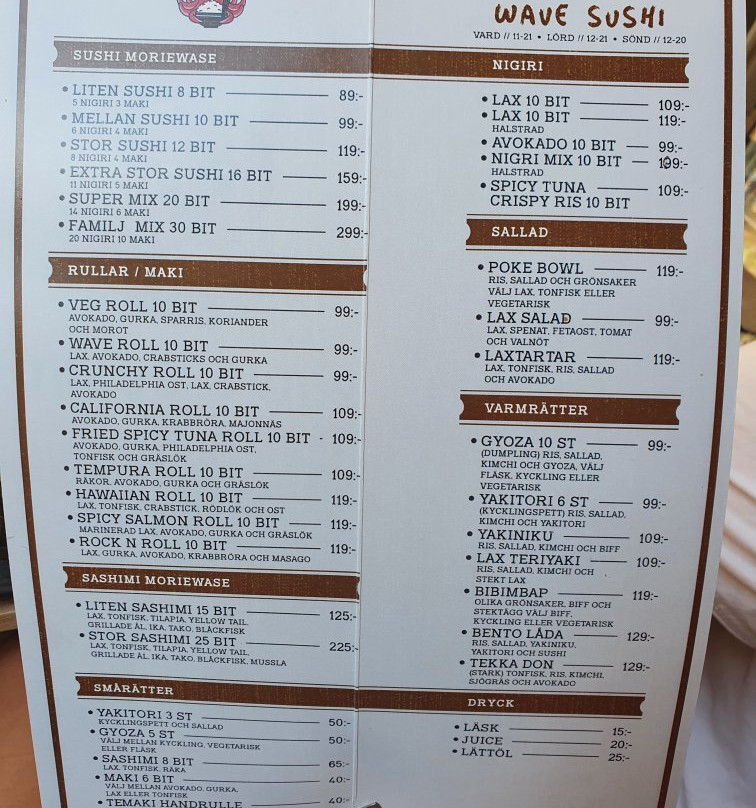 WAVE SUSHI
VARD // 11-21 • LÖRD // 12-21 • SÖND // 12-20
SUSHI MORIEWASE
• LITEN SUSHI 8 BIT 89:-
5 NIGIRI 3 MAKI
• MELLAN SUSHI 10 BIT 99:-
6 NIGIRI 4 MAKI
• STOR SUSHI 12 BIT 119:-
8 NIGIRI 4 MAKI
• EXTRA STOR SUSHI 16 BIT 159:-
11 NIGIRI 5 MAKI
• SUPER MIX 20 BIT 199:-
14 NIGIRI 6 MAKI
• FAMILJ MIX 30 BIT 299:-
20 NIGIRI 10 MAKI
RULLAR / MAKI
• VEG ROLL 10 BIT 99:-
AVOKADO, GURKA, SPARRIS, KORIANDER
OCH MOROT
• WAVE ROLL 10 BIT 99:-
LAX, AVOKADO, CRABSTICKS OCH GURKA
• CRUNCHY ROLL 10 BIT 99:-
LAX, PHILADELPHIA OST, LAX, CRABSTICK,
AVOKADO
• CALIFORNIA ROLL 10 BIT 109:-
AVOKADO, GURKA, KRABBRÖRA, MAJONNÄS
• FRIED SPICY TUNA ROLL 10 BIT - 109:-
AVOKADO, GURKA, PHILADELPHIA OST,
TONFISK OCH GRÄSLÖK
• TEMPURA ROLL 10 BIT 109:-
RÄKOR, AVOKADO, GURKA OCH GRÄSLÖK
• HAWAIIAN ROLL 10 BIT 119:-
LAX, TONFISK, CRABSTICK, RÖDLÖK OCH OST
• SPICY SALMON ROLL 10 BIT 119:-
MARINERAD LAX, AVOKADO, GURKA OCH GRÄSLÖK
• ROCK N ROLL 10 BIT 119:-
LAX, GURKA, AVOKADO, KRABBRÖRA OCH MASAGO
SASHIMI MORIEWASE
• LITEN SASHIMI 15 BIT 125:-
LAX, TONFISK, TILAPIA, YELLOW TAIL,
GRILLADE ÅL, IKA, TAKO, BLÄCKFISK
• STOR SASHIMI 25 BIT 225:-
LAX, TONFISK, TILAPIA, YELLOW TAIL,
GRILLADE ÅL, IKA, TAKO, BLÄCKFISK, MUSSLA
SMÅRÄTTER
• YAKITORI 3 ST 50:-
KYCKLINGSPETT OCH SALLAD
• GYOZA 5 ST 50:-
VÄLJ MELLAN KYCKLING, VEGETARISK
ELLER FLÄSK
• SASHIMI 8 BIT 65:-
LAX, TONFISK, RÄKA
• MAKI 6 BIT 40:-
VÄLJ MELLAN AVOKADO, GURKA,
LAX ELLER TONFISK
• TEMAKI HANDRULLE 40:-
NIGIRI
• LAX 10 BIT 109:-
• LAX 10 BIT 119:-
HALSTRAD
• AVOKADO 10 BIT 99:-
• NIGRI MIX 10 BIT 109:-
HALSTRAD
• SPICY TUNA 109:-
CRISPY RIS 10 BIT
SALLAD
• POKE BOWL 119:-
RIS, SALLAD OCH GRÖNSAKER
VÄLJ LAX, TONFISK ELLER
VEGETARISK
• LAX SALAD 99:-
LAX, SPENAT, FETAOST, TOMAT
OCH VALNÖT
• LAXTARTAR 119:-
LAX, TONFISK, RIS, SALLAD
OCH AVOKADO
VARMRÄTTER
• GYOZA 10 ST 99:-
(DUMPLING) RIS, SALLAD,
KIMCHI OCH GYOZA, VÄLJ
FLÄSK, KYCKLING ELLER
VEGETARISK
• YAKITORI 6 ST 99:-
(KYCKLINGSPETT) RIS, SALLAD,
KIMCHI OCH YAKITORI
• YAKINIKU 109:-
RIS, SALLAD, KIMCHI OCH BIFF
• LAX TERIYAKI 109:-
RIS, SALLAD, KIMCHI OCH
STEKT LAX
• BIBIMBAP 119:-
OLIKA GRÖNSAKER, BIFF OCH
STEKTÄGG VÄLJ BIFF,
KYCKLING ELLER VEGETARISK
• BENTO LÅDA 129:-
RIS, SALLAD, YAKINIKU,
YAKITORI OCH SUSHI
• TEKKA DON 129:-
(STARK) TONFISK, RIS, KIMCHI,
SJÖGRÄS OCH AVOKADO
DRYCK
• LÄSK 15:-
• JUICE 20:-
• LÄTTÖL 25:-